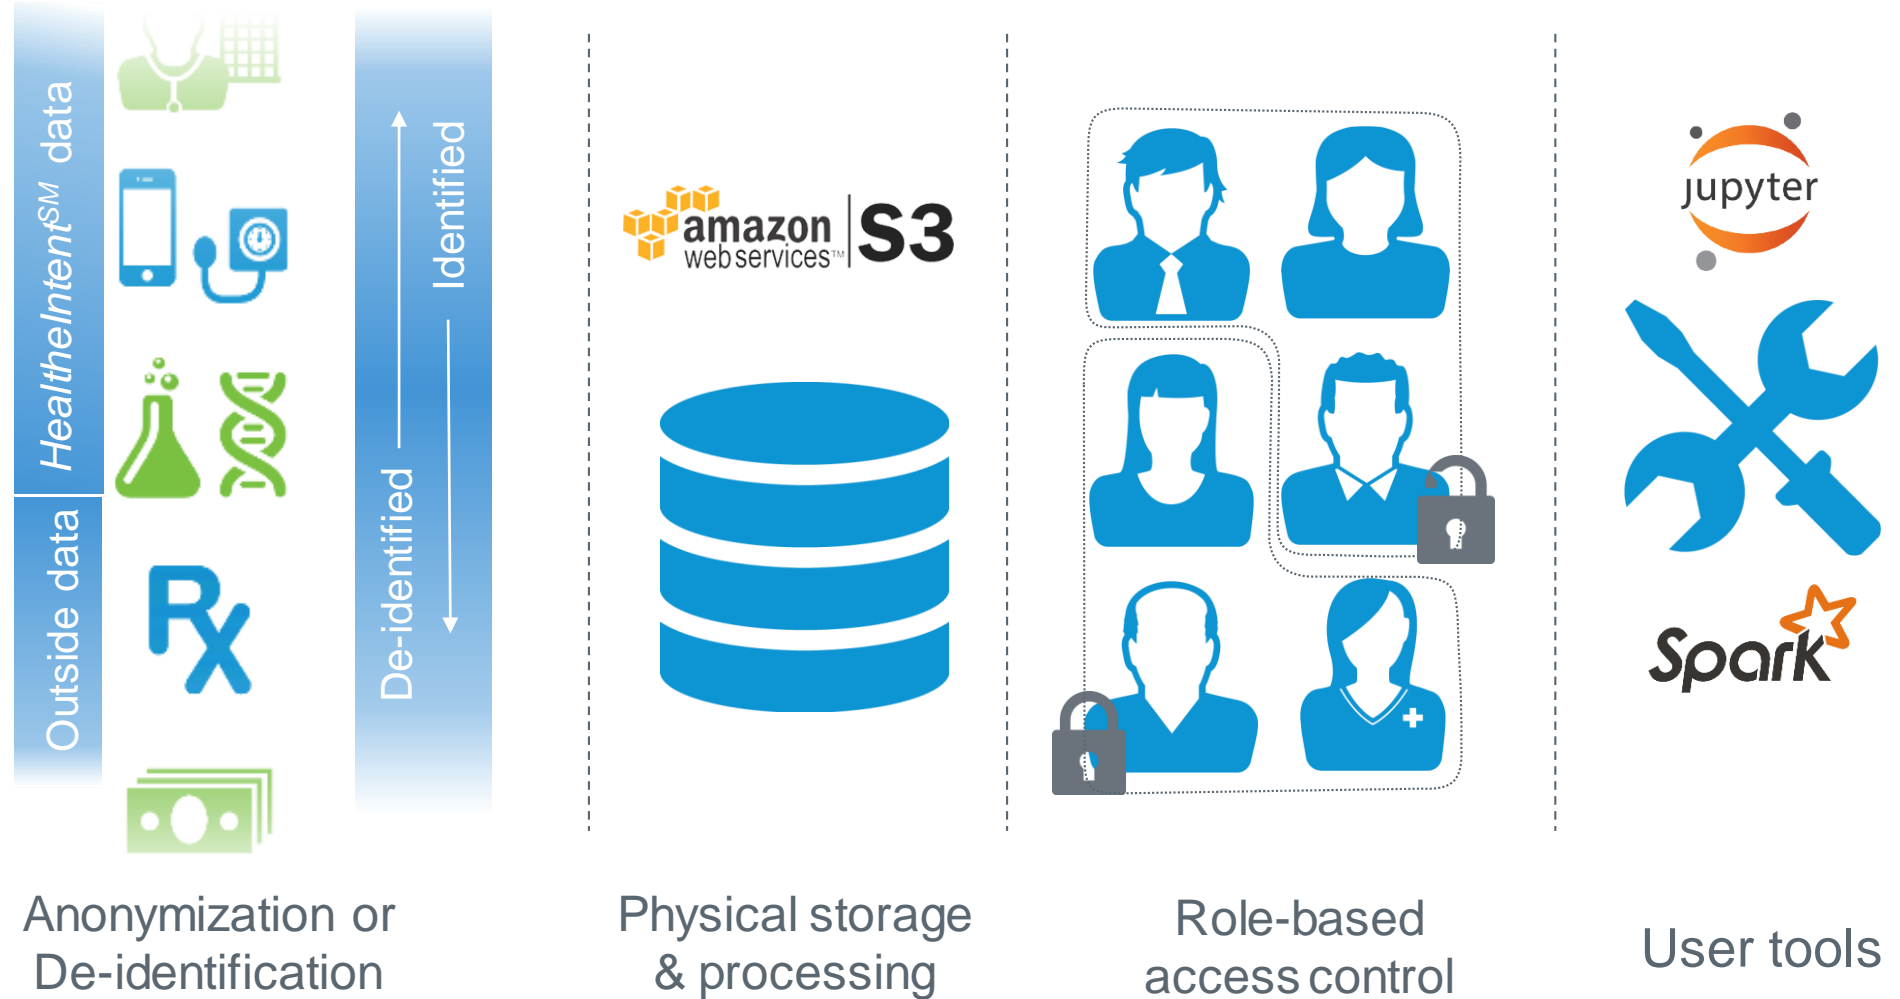 HealtheIntent℠ data
Outside data
Identified
De-identified
Rx
Anonymization or
De-identification
amazon
web services™
S3
Physical storage
& processing
Role-based
access control
jupyter
Spark
User tools